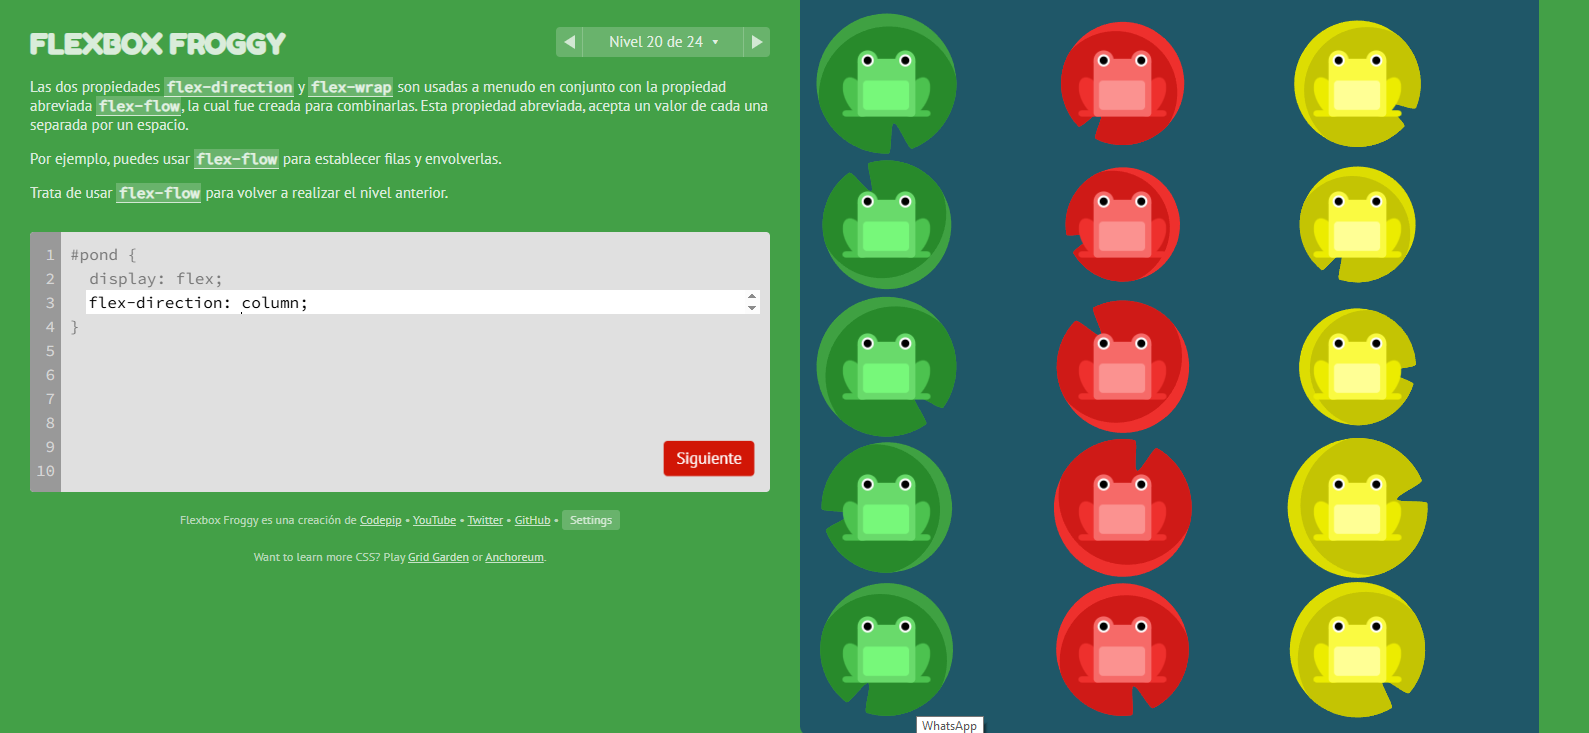 FLEXBOX FROGGY
Nivel 20 de 24
Las dos propiedades flex-direction y flex-wrap son usadas a menudo en conjunto con la propiedad
abreviada flex-flow, la cual fue creada para combinarlas. Esta propiedad abreviada, acepta un valor de cada una
separada por un espacio.
Por ejemplo, puedes usar flex-flow para establecer filas y envolverlas.
Trata de usar flex-flow para volver a realizar el nivel anterior.
1 #pond {
2 display: flex;
3 flex-direction: column;
4 }
5
6
7
8
9
10
Siguiente
Flexbox Froggy es una creación de Codepip • YouTube • Twitter • GitHub • Settings
Want to learn more CSS? Play Grid Garden or Anchoreum.
WhatsApp